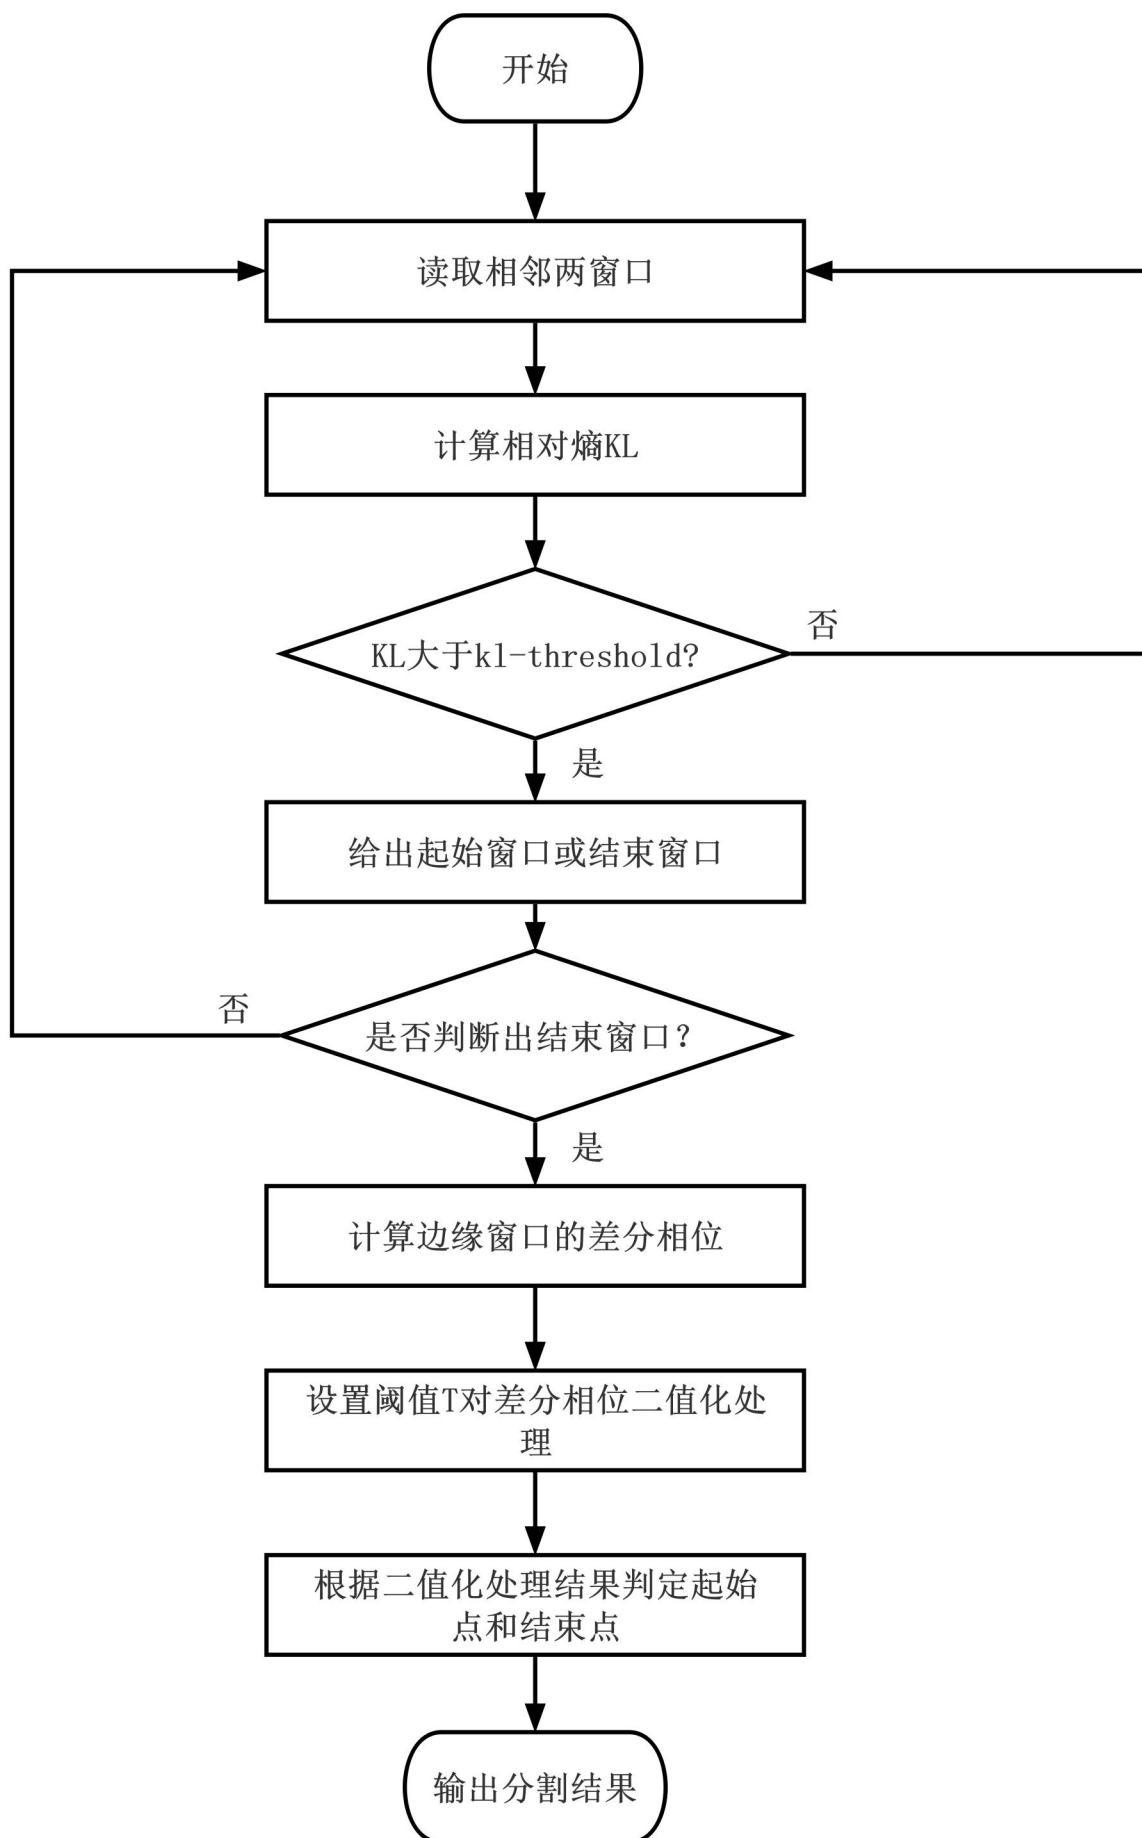 开始
读取相邻两窗口
计算相对熵KL
KL大于kl-threshold?
否
是
给出起始窗口或结束窗口
否
是否判断出结束窗口？
是
计算边缘窗口的差分相位
设置阈值T对差分相位二值化处
理
根据二值化处理结果判定起始
点和结束点
输出分割结果